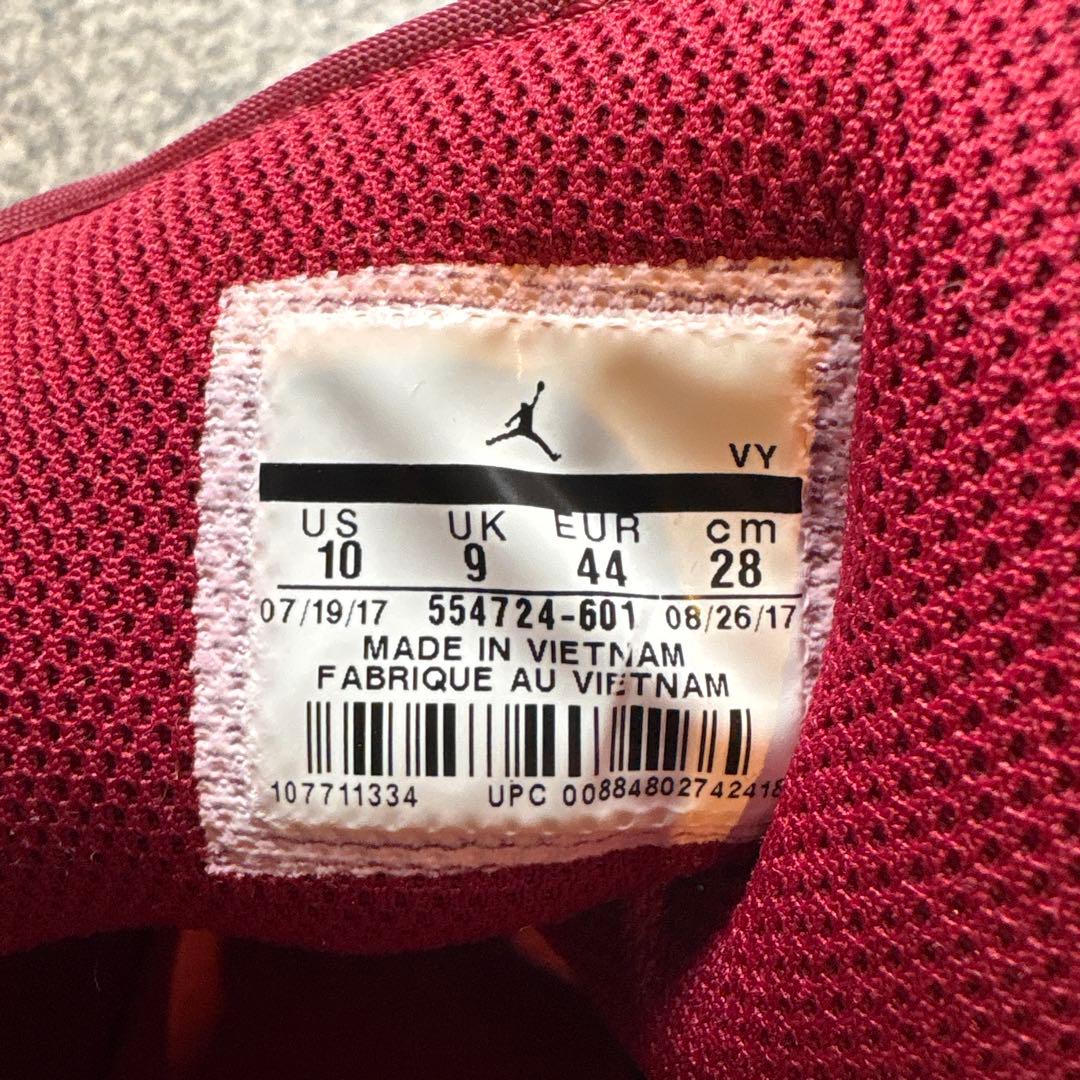 VY
US UK EUR cm
10 9 44 28
07/19/17 554724-601 08/26/17
MADE IN VIETNAM
FABRIQUE AU VIETNAM
107711334 UPC 00884802742418